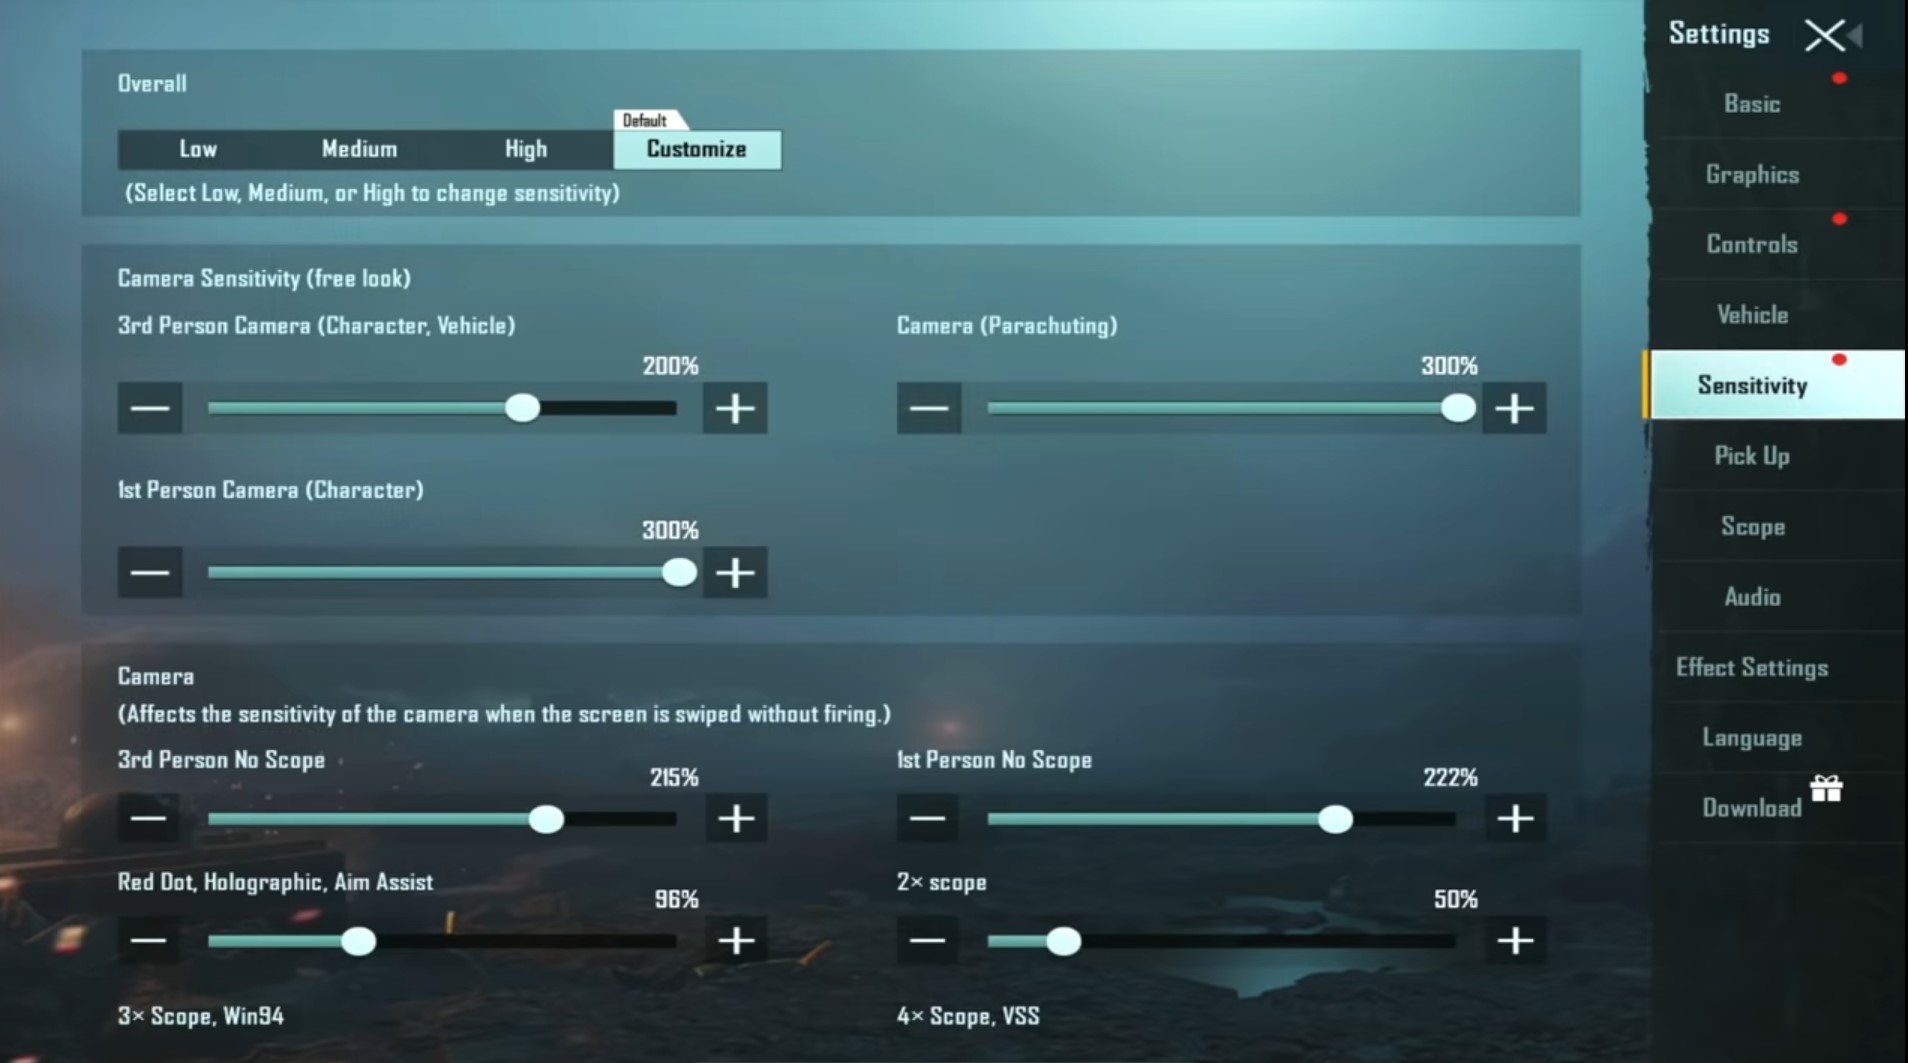 Settings
Overall
Default
Low Medium High Customize
(Select Low, Medium, or High to change sensitivity)
Camera Sensitivity (free look)
3rd Person Camera (Character, Vehicle)
200%
Camera (Parachuting)
300%
1st Person Camera (Character)
300%
Camera
(Affects the sensitivity of the camera when the screen is swiped without firing.)
3rd Person No Scope
215%
1st Person No Scope
222%
Red Dot, Holographic, Aim Assist
96%
2× scope
50%
3× Scope, Win94
4× Scope, VSS
Basic
Graphics
Controls
Vehicle
Sensitivity
Pick Up
Scope
Audio
Effect Settings
Language
Download